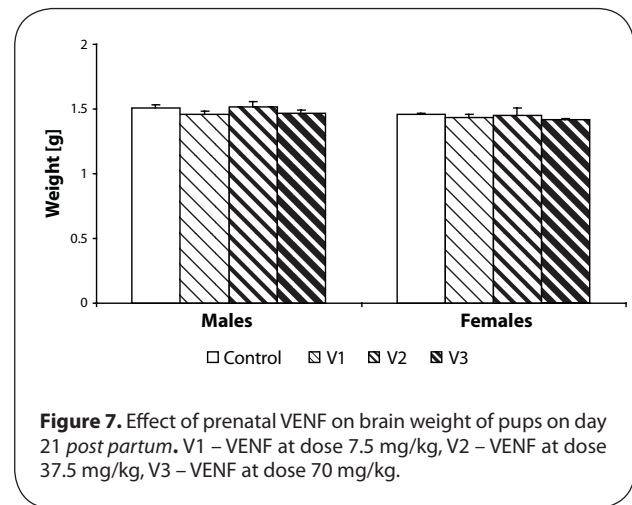 2
1.5
1
0.5
0
Weight [g]
Males Females
Control V1 V2 V3
Figure 7. Effect of prenatal VENF on brain weight of pups on day
21 post partum. V1 – VENF at dose 7.5 mg/kg, V2 – VENF at dose
37.5 mg/kg, V3 – VENF at dose 70 mg/kg.